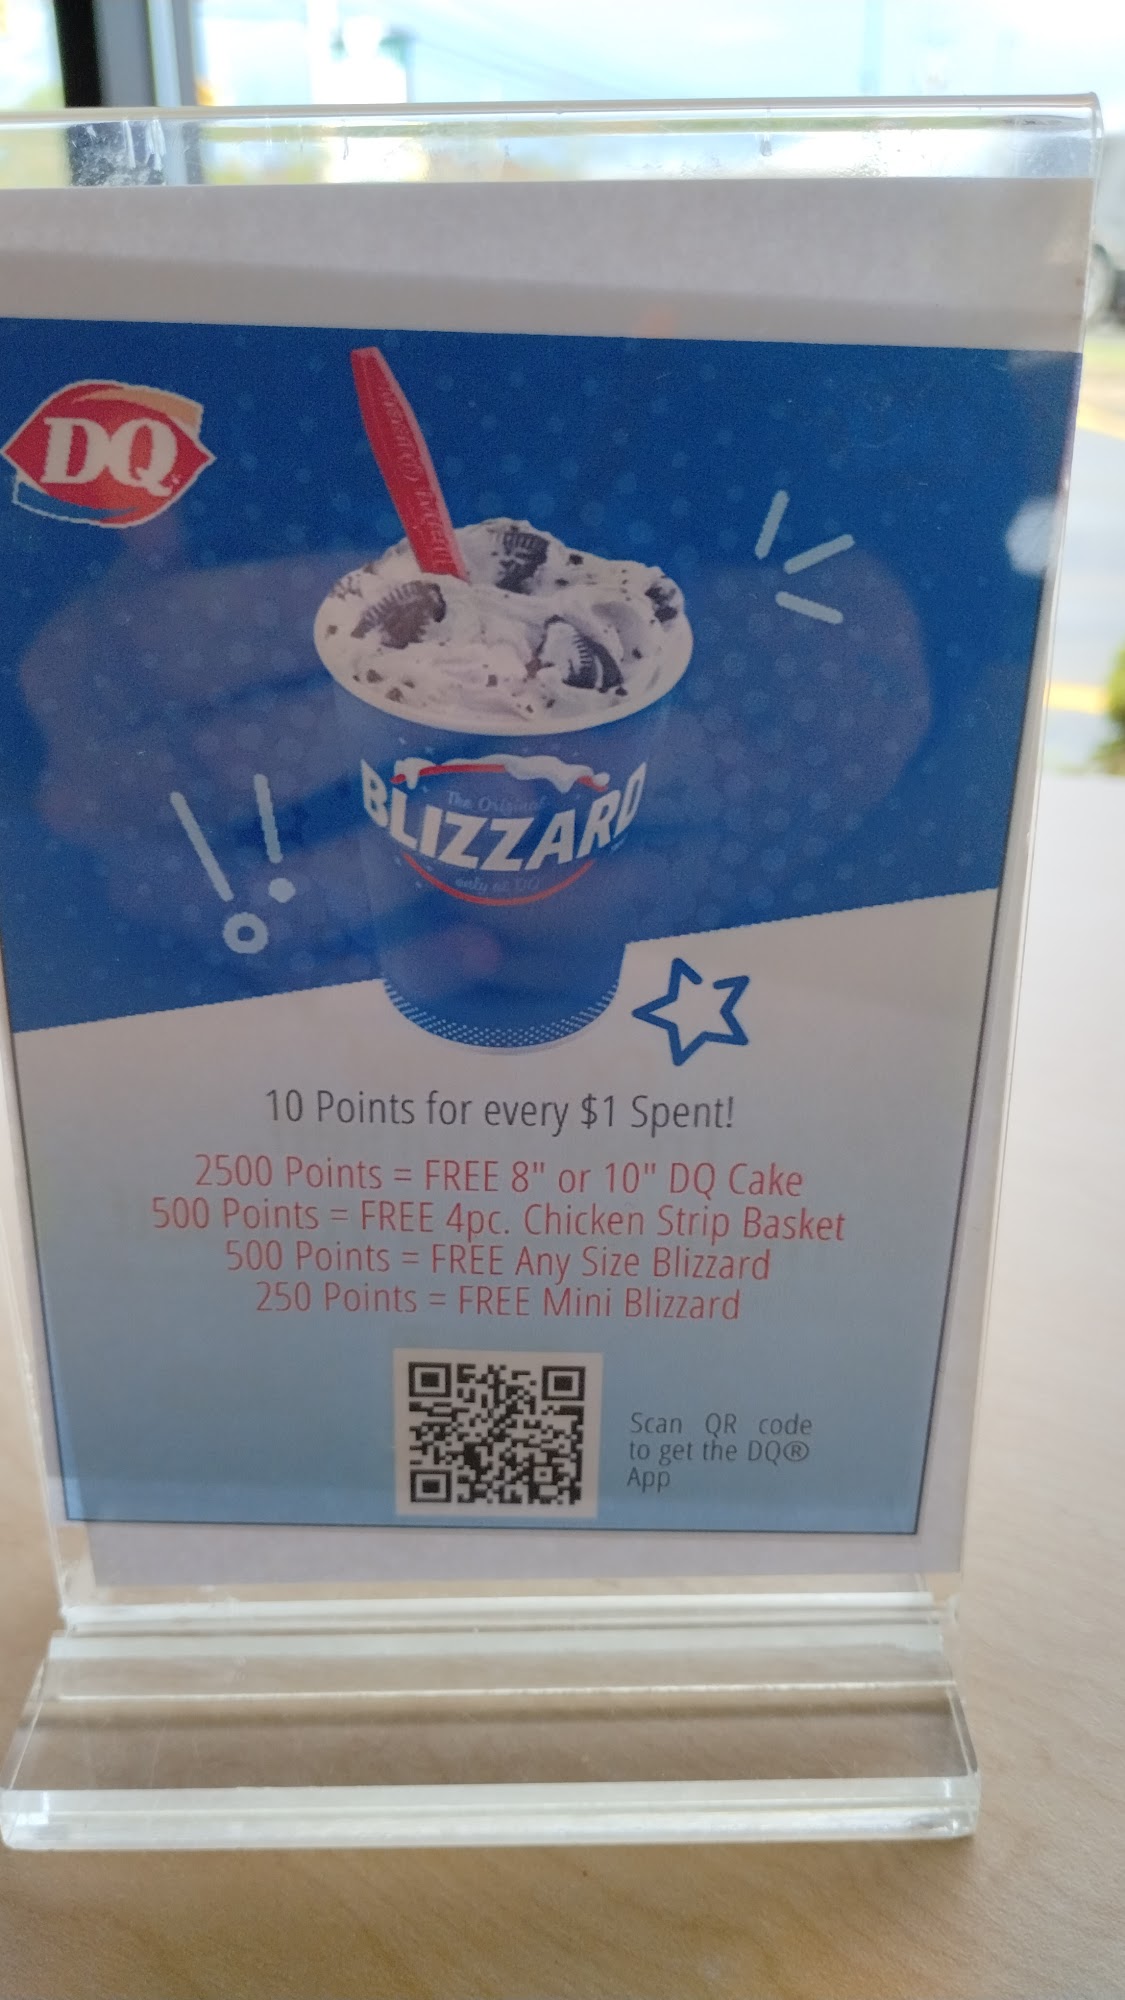 DQ
The Original
BLIZZARD
only at DQ
10 Points for every $1 Spent!
2500 Points = FREE 8" or 10" DQ Cake
500 Points = FREE 4pc. Chicken Strip Basket
500 Points = FREE Any Size Blizzard
250 Points = FREE Mini Blizzard
Scan QR code
to get the DQ®
App